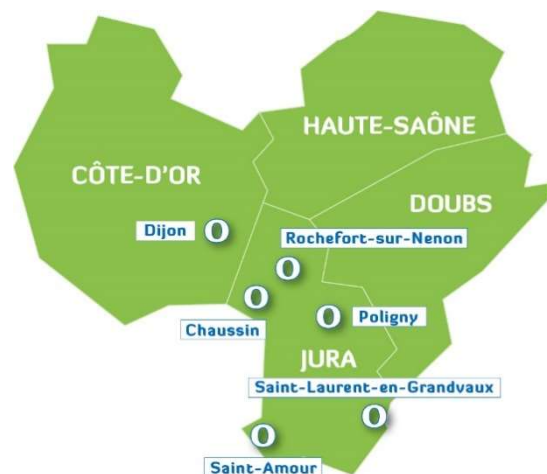 HAUTE-SAÔNE
CÔTE-D'OR
DOUBS
Dijon
Rochefort-sur-Nenon
Chaussin
Poligny
JURA
Saint-Laurent-en-Grandvaux
Saint-Amour